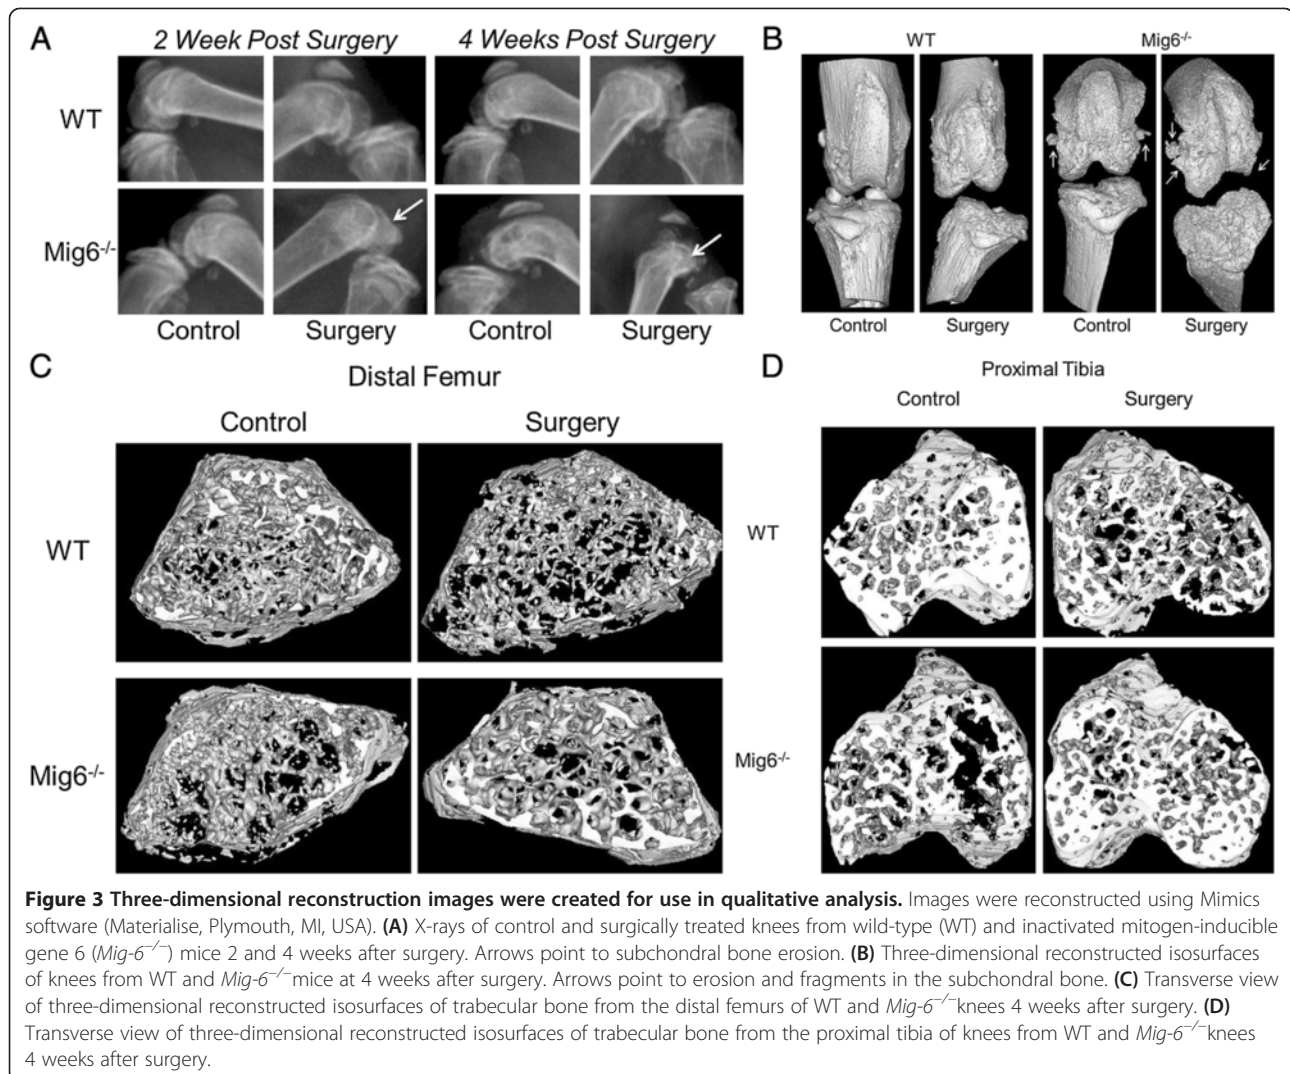 A
2 Week Post Surgery
4 Weeks Post Surgery
WT
Mig6-/-
Control
Surgery
Control
Surgery
B
WT
Mig6-/-
Control
Surgery
Control
Surgery
C
Distal Femur
Control
Surgery
WT
Mig6-/-
D
Proximal Tibia
Control
Surgery
WT
Mig6-/-
Figure 3 Three-dimensional reconstruction images were created for use in qualitative analysis. Images were reconstructed using Mimics
software (Materialise, Plymouth, MI, USA). (A) X-rays of control and surgically treated knees from wild-type (WT) and inactivated mitogen-inducible
gene 6 (Mig-6−/−) mice 2 and 4 weeks after surgery. Arrows point to subchondral bone erosion. (B) Three-dimensional reconstructed isosurfaces
of knees from WT and Mig-6−/−mice at 4 weeks after surgery. Arrows point to erosion and fragments in the subchondral bone. (C) Transverse view
of three-dimensional reconstructed isosurfaces of trabecular bone from the distal femurs of WT and Mig-6−/−knees 4 weeks after surgery. (D)
Transverse view of three-dimensional reconstructed isosurfaces of trabecular bone from the proximal tibia of knees from WT and Mig-6−/−knees
4 weeks after surgery.